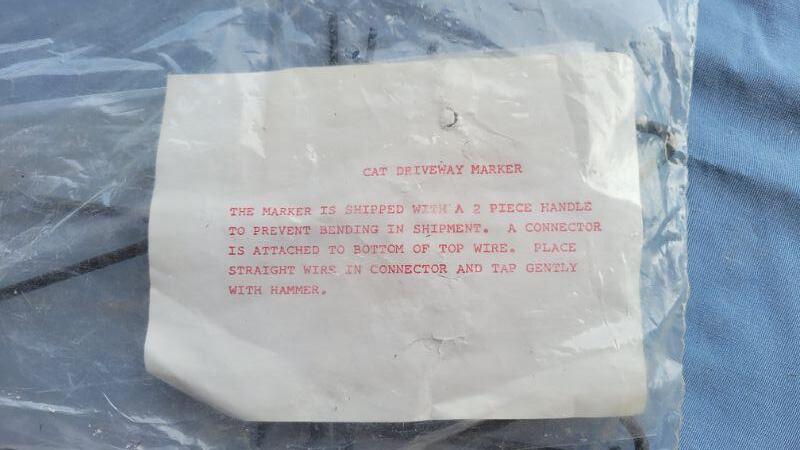 CAT DRIVEWAY MARKER
THE MARKER IS SHIPPED WITH A 2 PIECE HANDLE
TO PREVENT BENDING IN SHIPMENT. A CONNECTOR
IS ATTACHED TO BOTTOM OF TOP WIRE. PLACE
STRAIGHT WIRE IN CONNECTOR AND TAP GENTLY
WITH HAMMER.